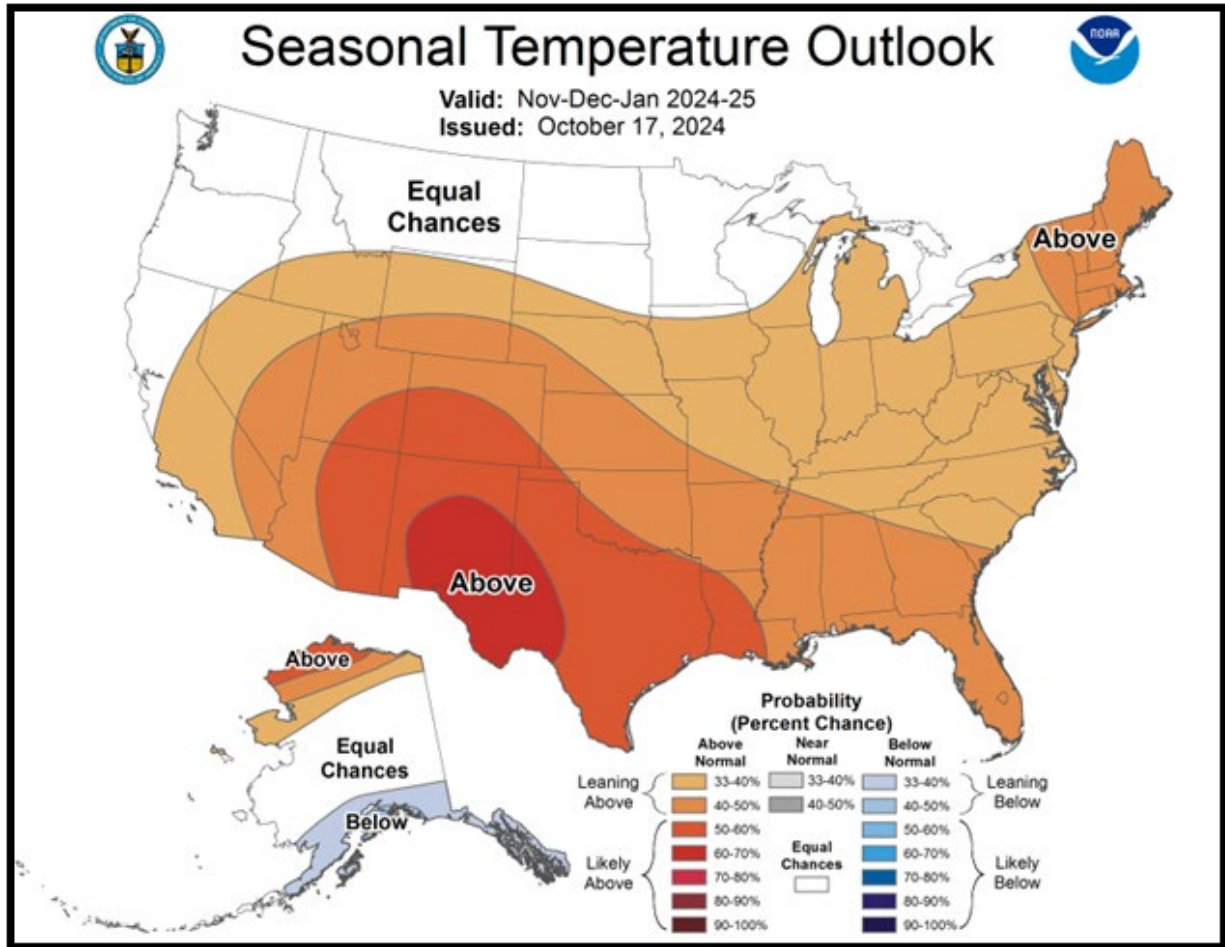 Seasonal Temperature Outlook
NOAA
Valid: Nov-Dec-Jan 2024-25
Issued: October 17, 2024
Equal
Chances
Above
Above
Above
Equal
Chances
Below
Probability
(Percent Chance)
Above Normal
Near Normal
Below Normal
Leaning Above
33-40%
33-40%
33-40%
Leaning Below
40-50%
40-50%
40-50%
Likely Above
50-60%
60-70%
70-80%
80-90%
90-100%
Equal Chances
50-60%
60-70%
70-80%
80-90%
90-100%
Likely Below